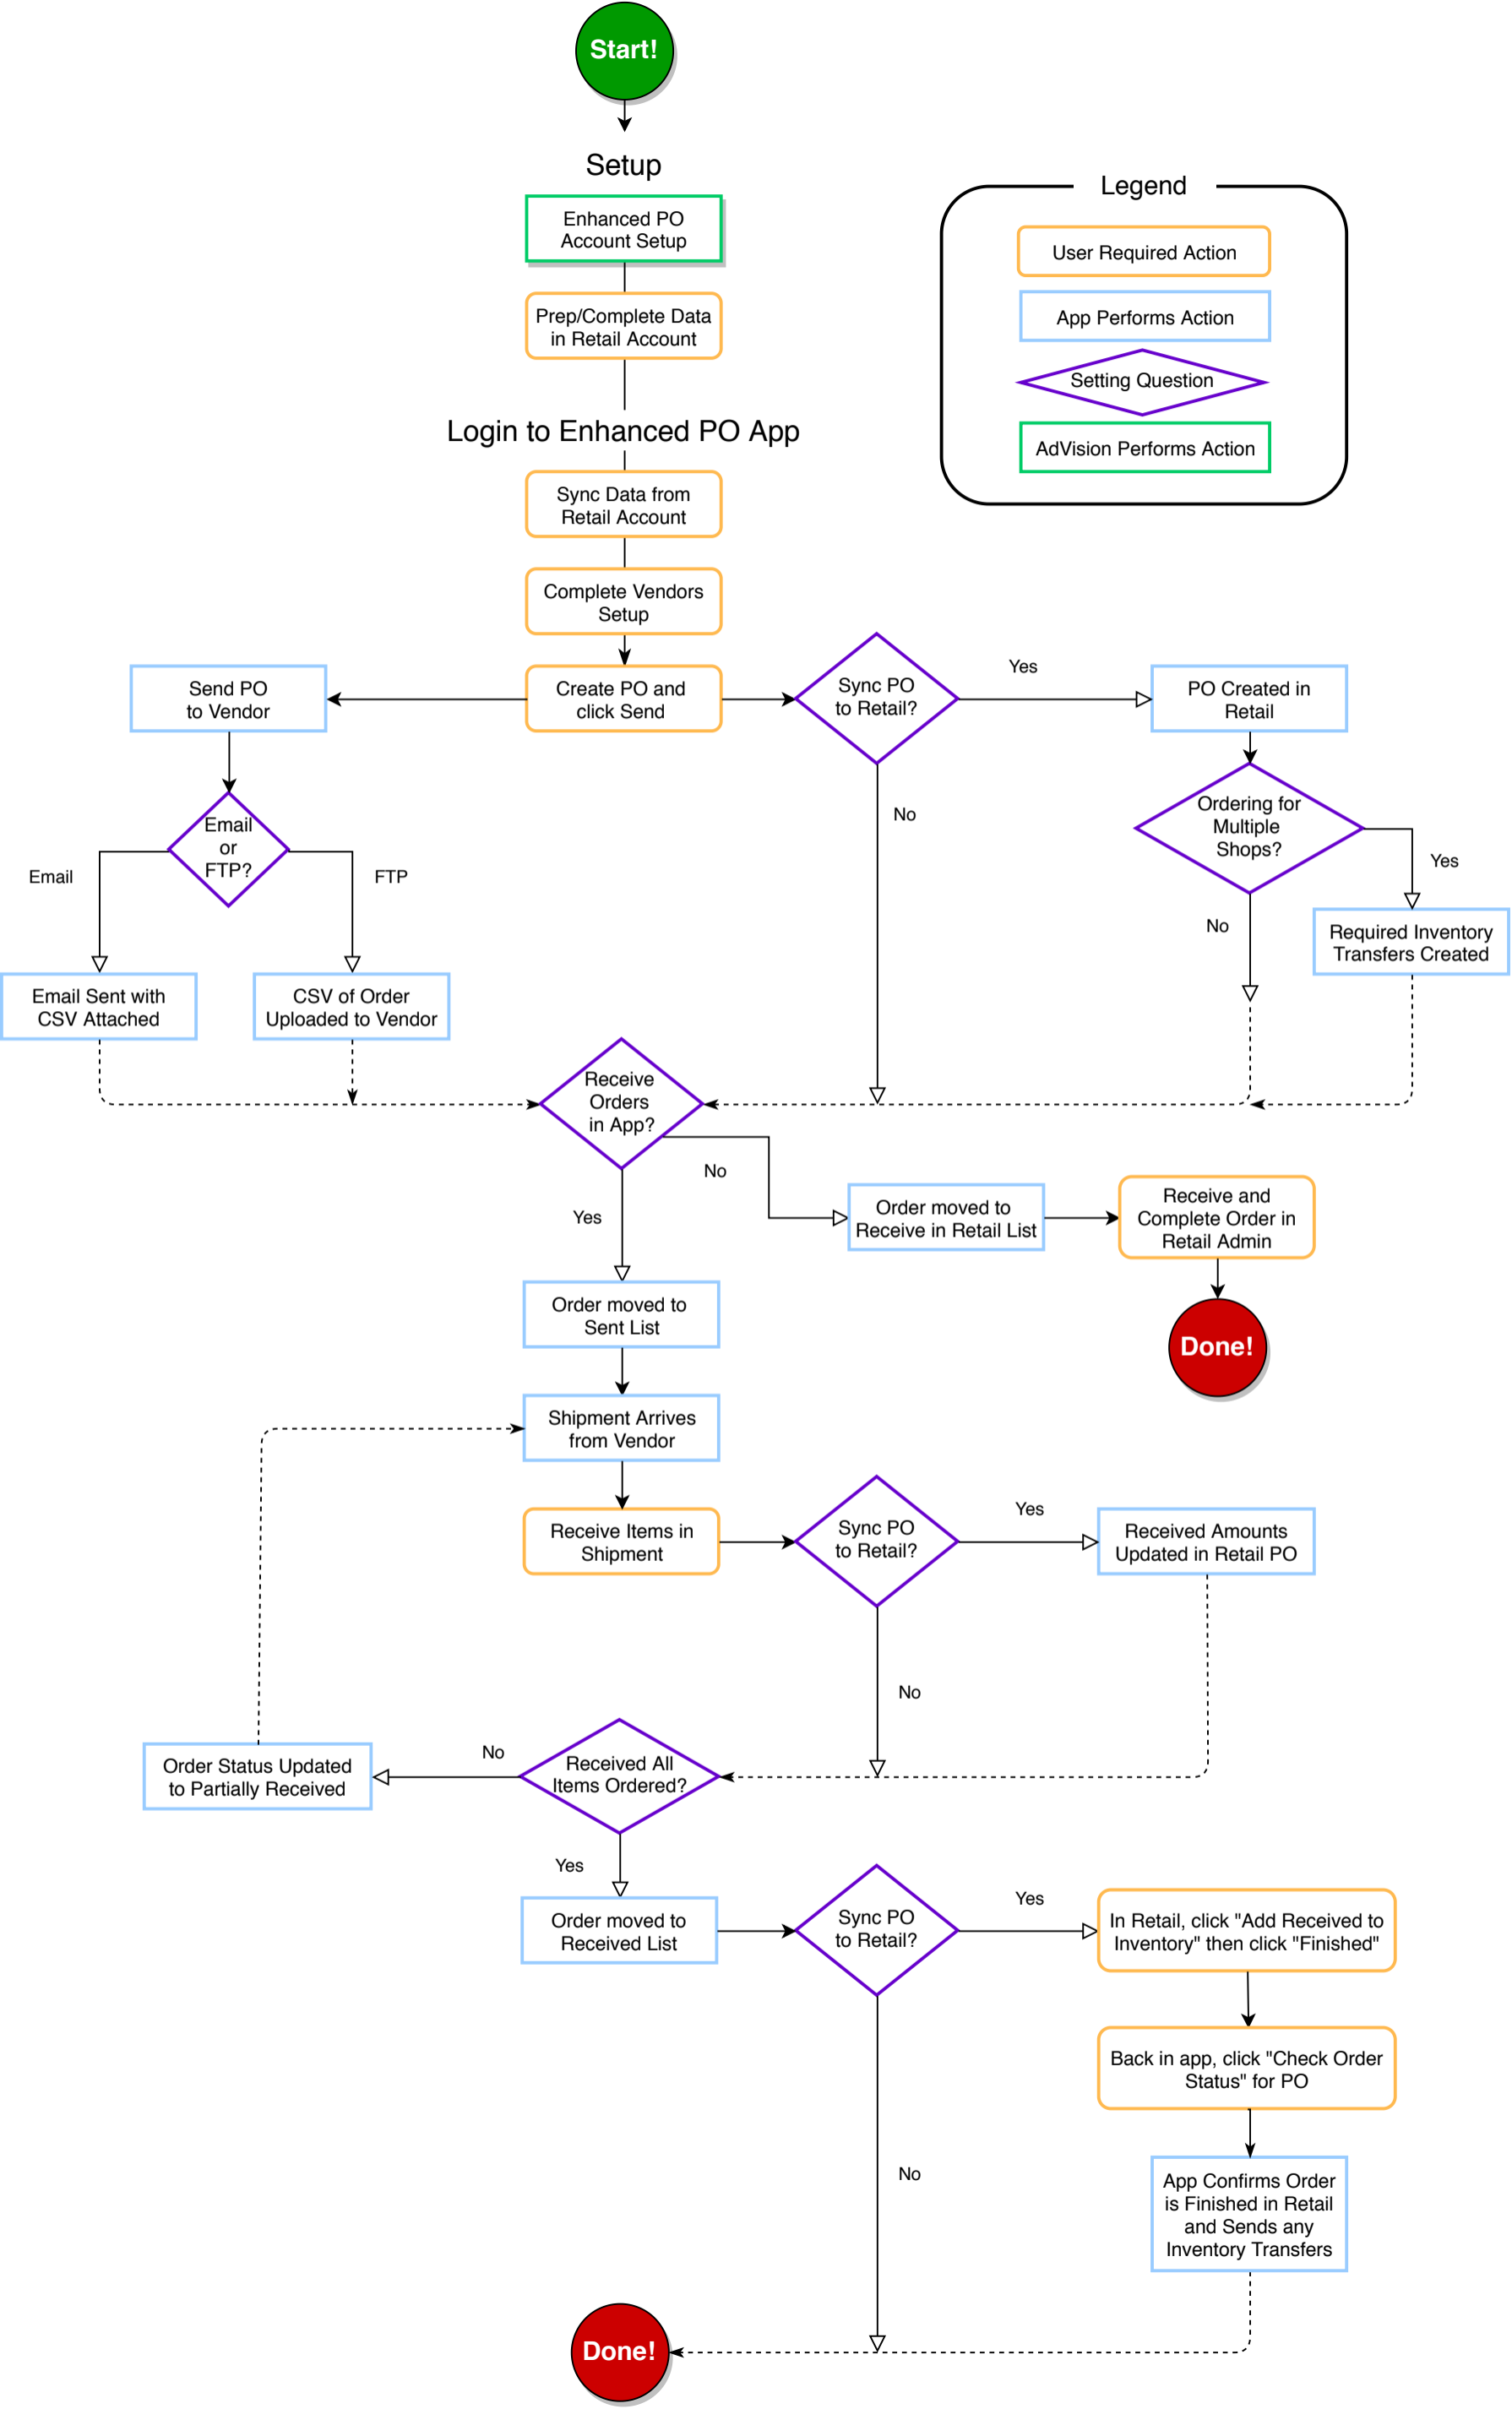 Start!
Setup
Enhanced PO
Account Setup
Prep/Complete Data
in Retail Account
Legend
User Required Action
App Performs Action
Setting Question
AdVision Performs Action
Login to Enhanced PO App
Sync Data from
Retail Account
Complete Vendors
Setup
Send PO
to Vendor
Create PO and
click Send
Sync PO
to Retail?
Yes
PO Created in
Retail
No
Email
or
FTP?
Email
FTP
Ordering for
Multiple
Shops?
Yes
No
Required Inventory
Transfers Created
Email Sent with
CSV Attached
CSV of Order
Uploaded to Vendor
Receive
Orders
in App?
No
Yes
Order moved to
Receive in Retail List
Receive and
Complete Order in
Retail Admin
Done!
Order moved to
Sent List
Shipment Arrives
from Vendor
Receive Items in
Shipment
Sync PO
to Retail?
Yes
Received Amounts
Updated in Retail PO
No
Received All
Items Ordered?
No
Order Status Updated
to Partially Received
Yes
Order moved to
Received List
Sync PO
to Retail?
Yes
In Retail, click "Add Received to
Inventory" then click "Finished"
Back in app, click "Check Order
Status" for PO
No
App Confirms Order
is Finished in Retail
and Sends any
Inventory Transfers
Done!